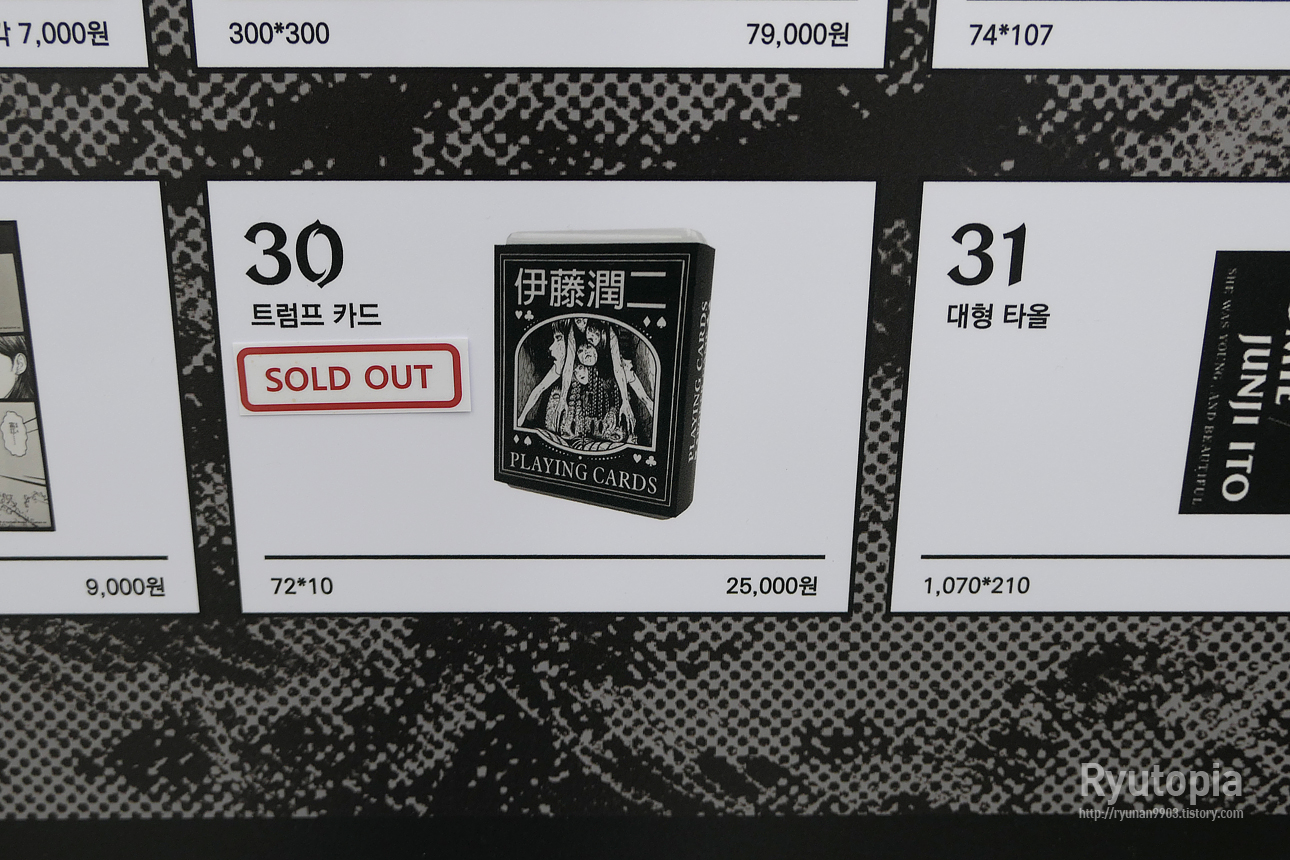 각 7,000원
300*300
79,000원
74*107
30
트럼프 카드
SOLD OUT
伊藤潤二
PLAYING CARDS
PLAYING CARDS
72*10
25,000원
9,000원
31
대형 타올
SHE WAS YOUNG, AND BEAUTIFUL
JUNJI ITO
1,070*210
Ryutopia
http://ryunan9903.tistory.com